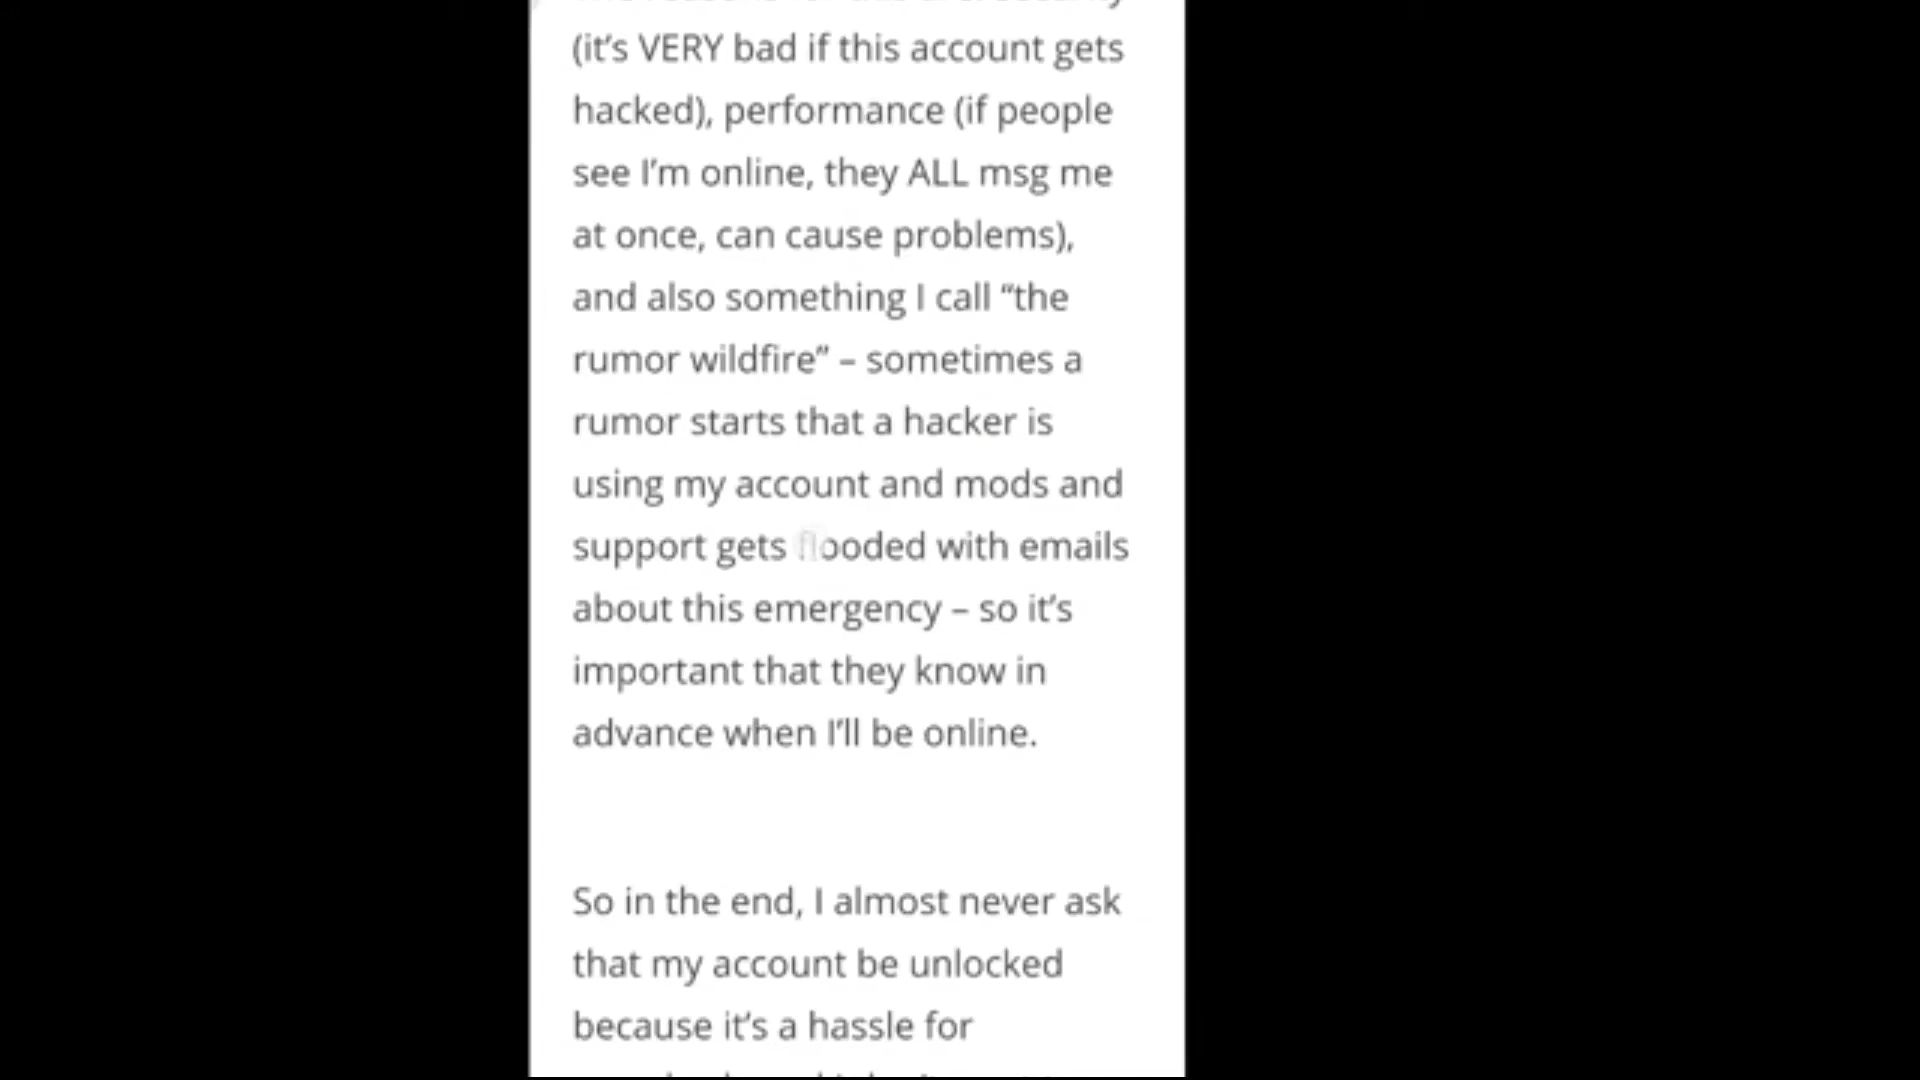 (it’s VERY bad if this account gets
hacked), performance (if people
see I’m online, they ALL msg me
at once, can cause problems),
and also something I call “the
rumor wildfire” – sometimes a
rumor starts that a hacker is
using my account and mods and
support gets flooded with emails
about this emergency – so it’s
important that they know in
advance when I’ll be online.
So in the end, I almost never ask
that my account be unlocked
because it’s a hassle for